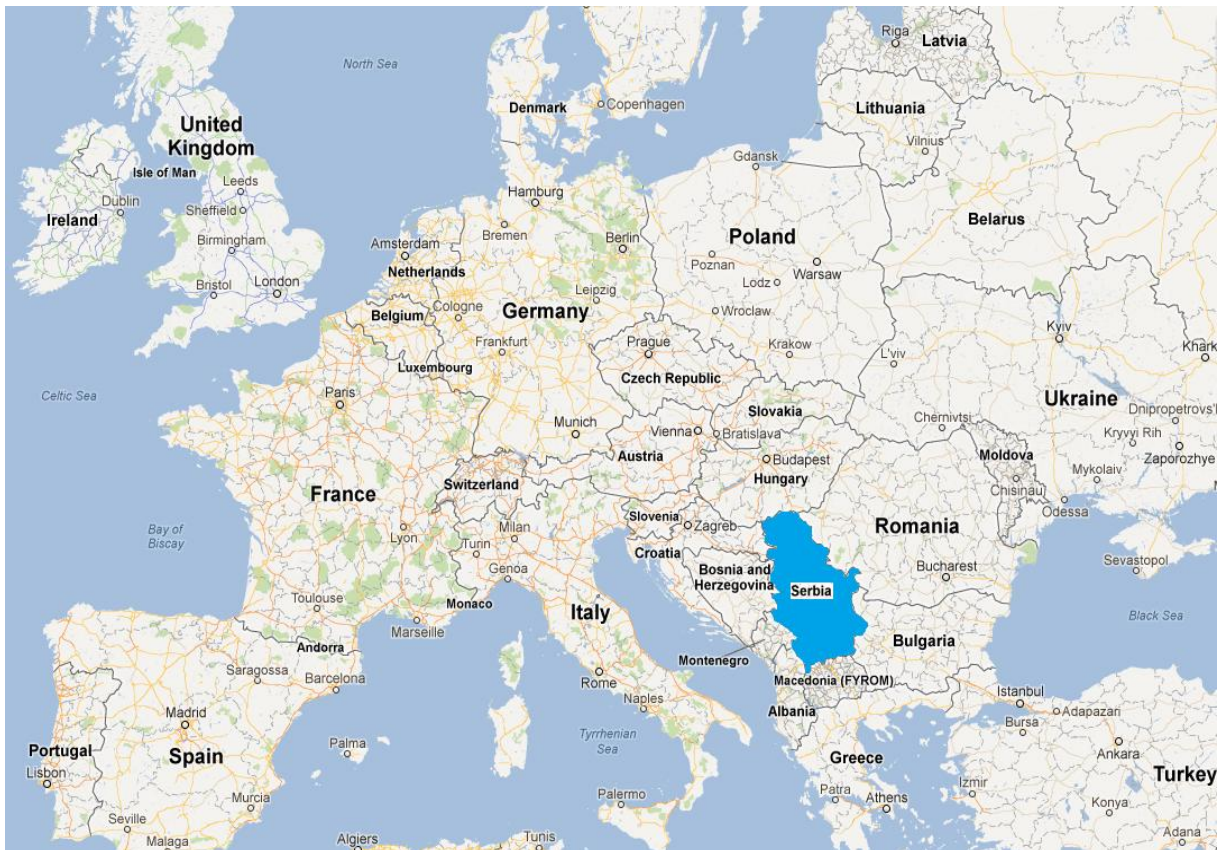 North Sea
Riga
Latvia
Denmark
Copenhagen
Lithuania
Vilnius
United
Kingdom
Isle of Man
Gdansk
Leeds
Dublin
Hamburg
Ireland
Sheffield
Belarus
Bremen
Birmingham
Amsterdam
Berlin
Poland
Poznan
Warsaw
Netherlands
London
Bristol
Lodz
Leipzig
Cologne
Germany
Wroclaw
Belgium
Kyiv
Frankfurt
Prague
Krakow
L'viv
Khark
Luxembourg
Czech Republic
Celtic Sea
Paris
Ukraine
Slovakia
Dnipropetrovs'l
Chernivtsi
Munich
Vienna
Bratislava
Kryvyi Rih
Austria
Budapest
Moldova
Zaporozhye
Mykolaiv
Switzerland
Hungary
Chisinau
France
Odessa
Slovenia
Zagreb
Romania
Bay of
Biscay
Lyon
Milan
Turin
Croatia
Sevastopol
Genoa
Bosnia and
Herzegovina
Bucharest
Serbia
Monaco
Toulouse
Italy
Black Sea
Marseille
Bulgaria
Andorra
Montenegro
Saragossa
Barcelona
Rome
Macedonia (FYROM)
Istanbul
Naples
Albania
Adapazari
Bursa
Madrid
Portugal
Spain
Palma
Tyrrhenian
Sea
Greece
Ankara
Lisbon
Turkey
Izmir
Murcia
Palermo
Patra
Athens
Konya
Seville
Malaga
Algiers
Tunis
Adana